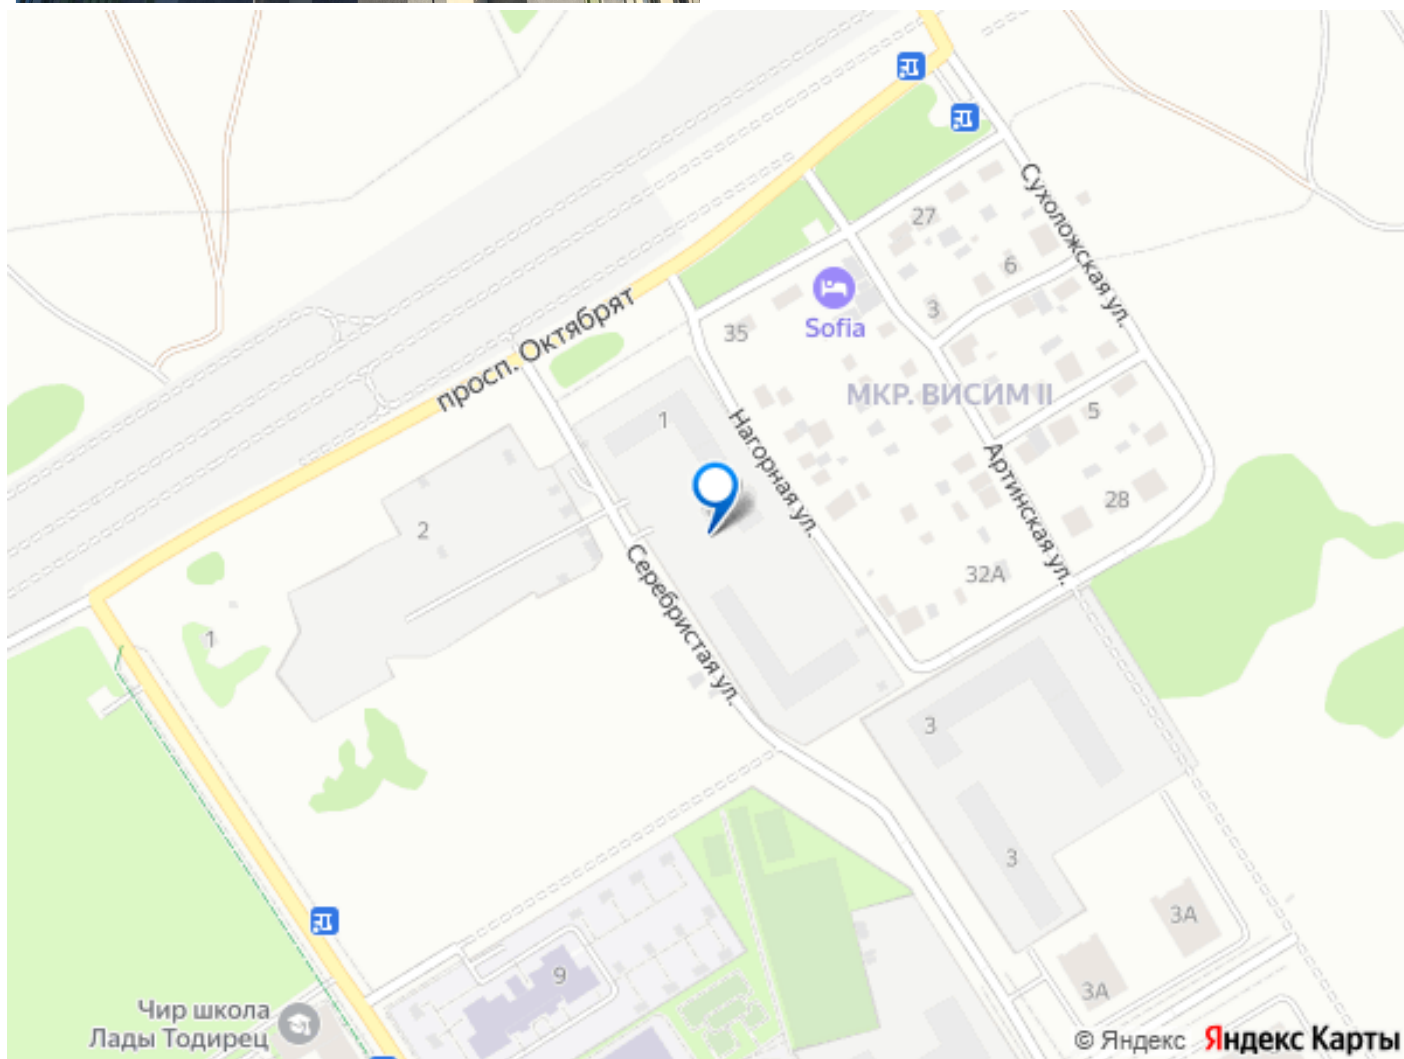 Сухоложская ул.
27
6
Sofia
3
35
просп. Октябрят
МКР. ВИСИМ II
5
1
Нагорная ул.
Артинская ул.
28
2
32А
Серебристая ул.
1
3
3
3А
3А
9
Чир школа
Лады Тодирец
© Яндекс Яндекс Карты